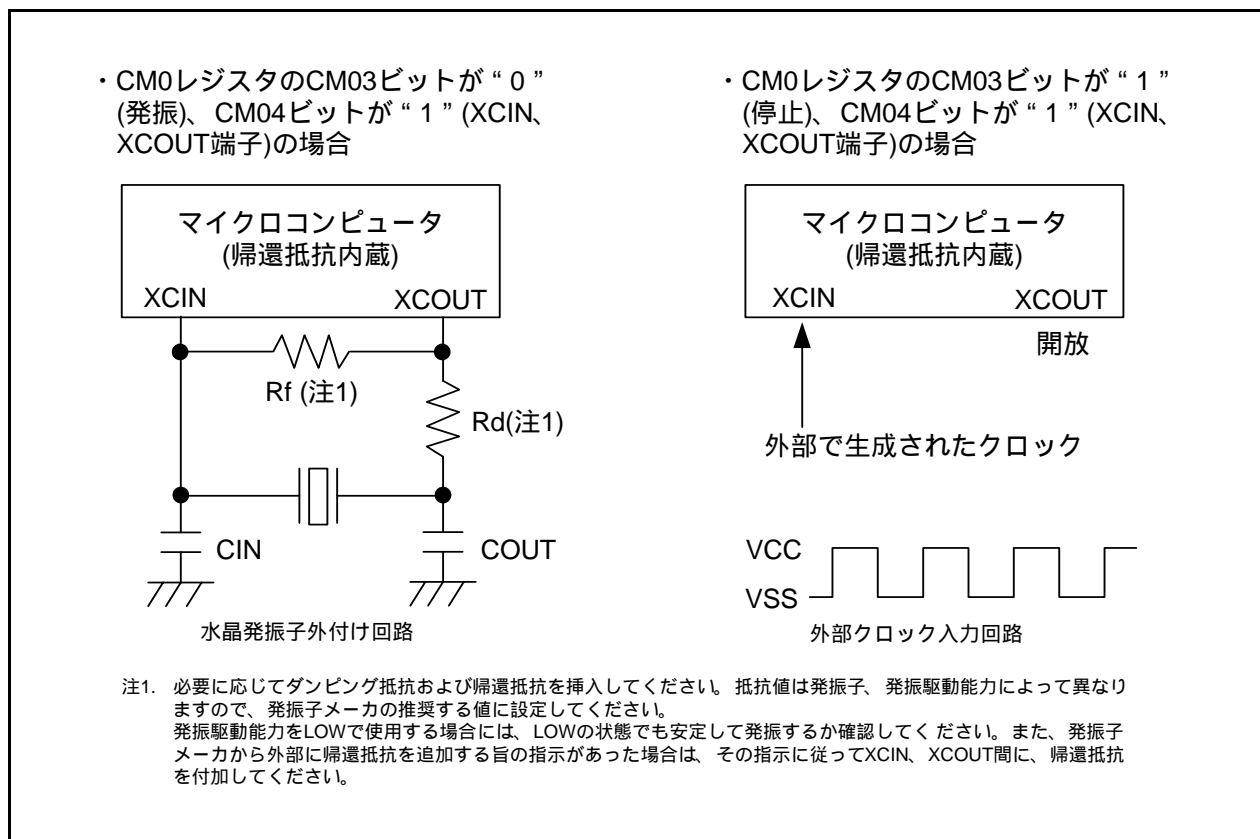 ・CM0レジスタのCM03ビットが“0”
(発振)、CM04ビットが“1”(XCIN、
XCOUT端子)の場合
マイクロコンピュータ
(帰還抵抗内蔵)
XCIN
XCOUT
Rf (注1)
Rd(注1)
CIN
COUT
水晶発振子外付け回路
・CM0レジスタのCM03ビットが“1”
(停止)、CM04ビットが“1”(XCIN、
XCOUT端子)の場合
マイクロコンピュータ
(帰還抵抗内蔵)
XCIN
XCOUT
開放
外部で生成されたクロック
VCC
VSS
外部クロック入力回路
注1. 必要に応じてダンピング抵抗および帰還抵抗を挿入してください。抵抗値は発振子、発振駆動能力によって異なり
ますので、発振子メーカの推奨する値に設定してください。
発振駆動能力をLOWで使用する場合には、LOWの状態でも安定して発振するか確認してください。また、発振子
メーカから外部に帰還抵抗を追加する旨の指示があった場合は、その指示に従ってXCIN、XCOUT間に、帰還抵抗
を付加してください。